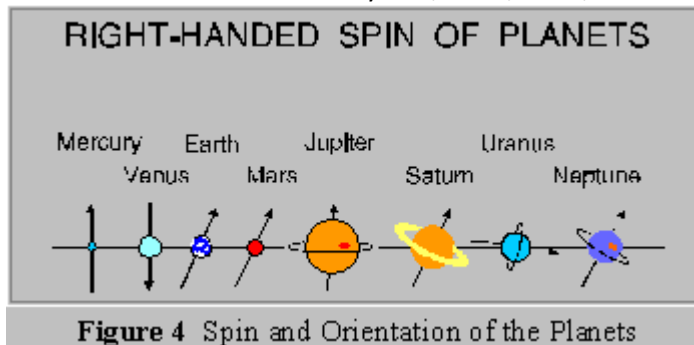 RIGHT-HANDED SPIN OF PLANETS
Mercury Earth Jupiter Uranus
Venus Mars Saturn Neptune
Figure 4 Spin and Orientation of the Planets